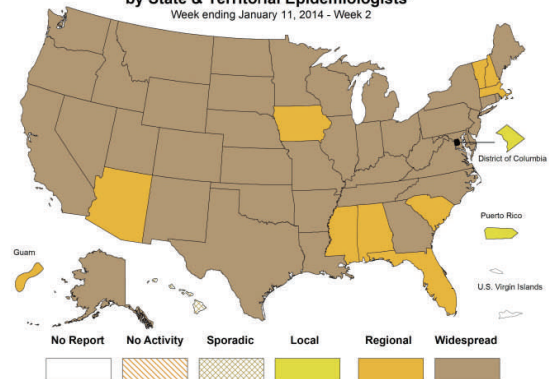 by State & Territorial Epidemiologists
Week ending January 11, 2014 - Week 2
District of Columbia
Puerto Rico
Guam
U.S. Virgin Islands
No Report No Activity Sporadic Local Regional Widespread